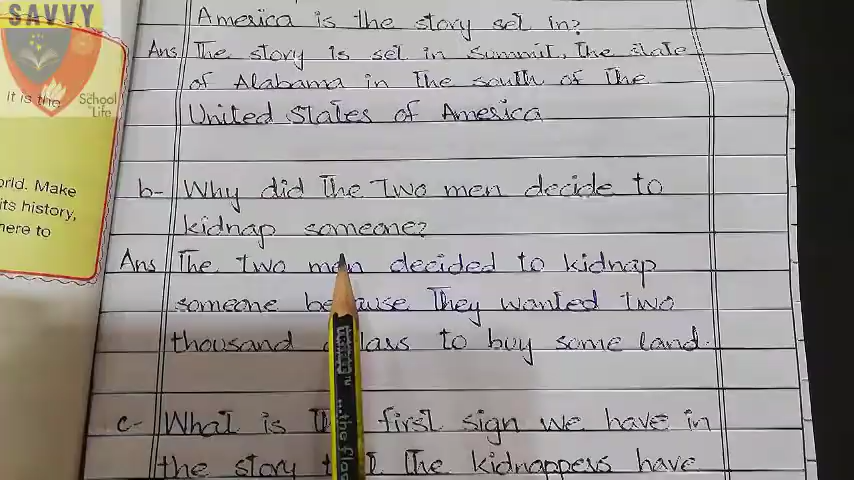 SAVVY
The School of Life
It is the
orld. Make
its history,
here to
America is the story set in?
Ans The story is set in Summit, The state
of Alabama in The south of The
United States of America
b- Why did The Two men decide to
kidnap someone?
Ans The Two men decided to kidnap
someone because They wanted Two
thousand to buy some land.
c- What is first sign we have in
the story The kidnappers have